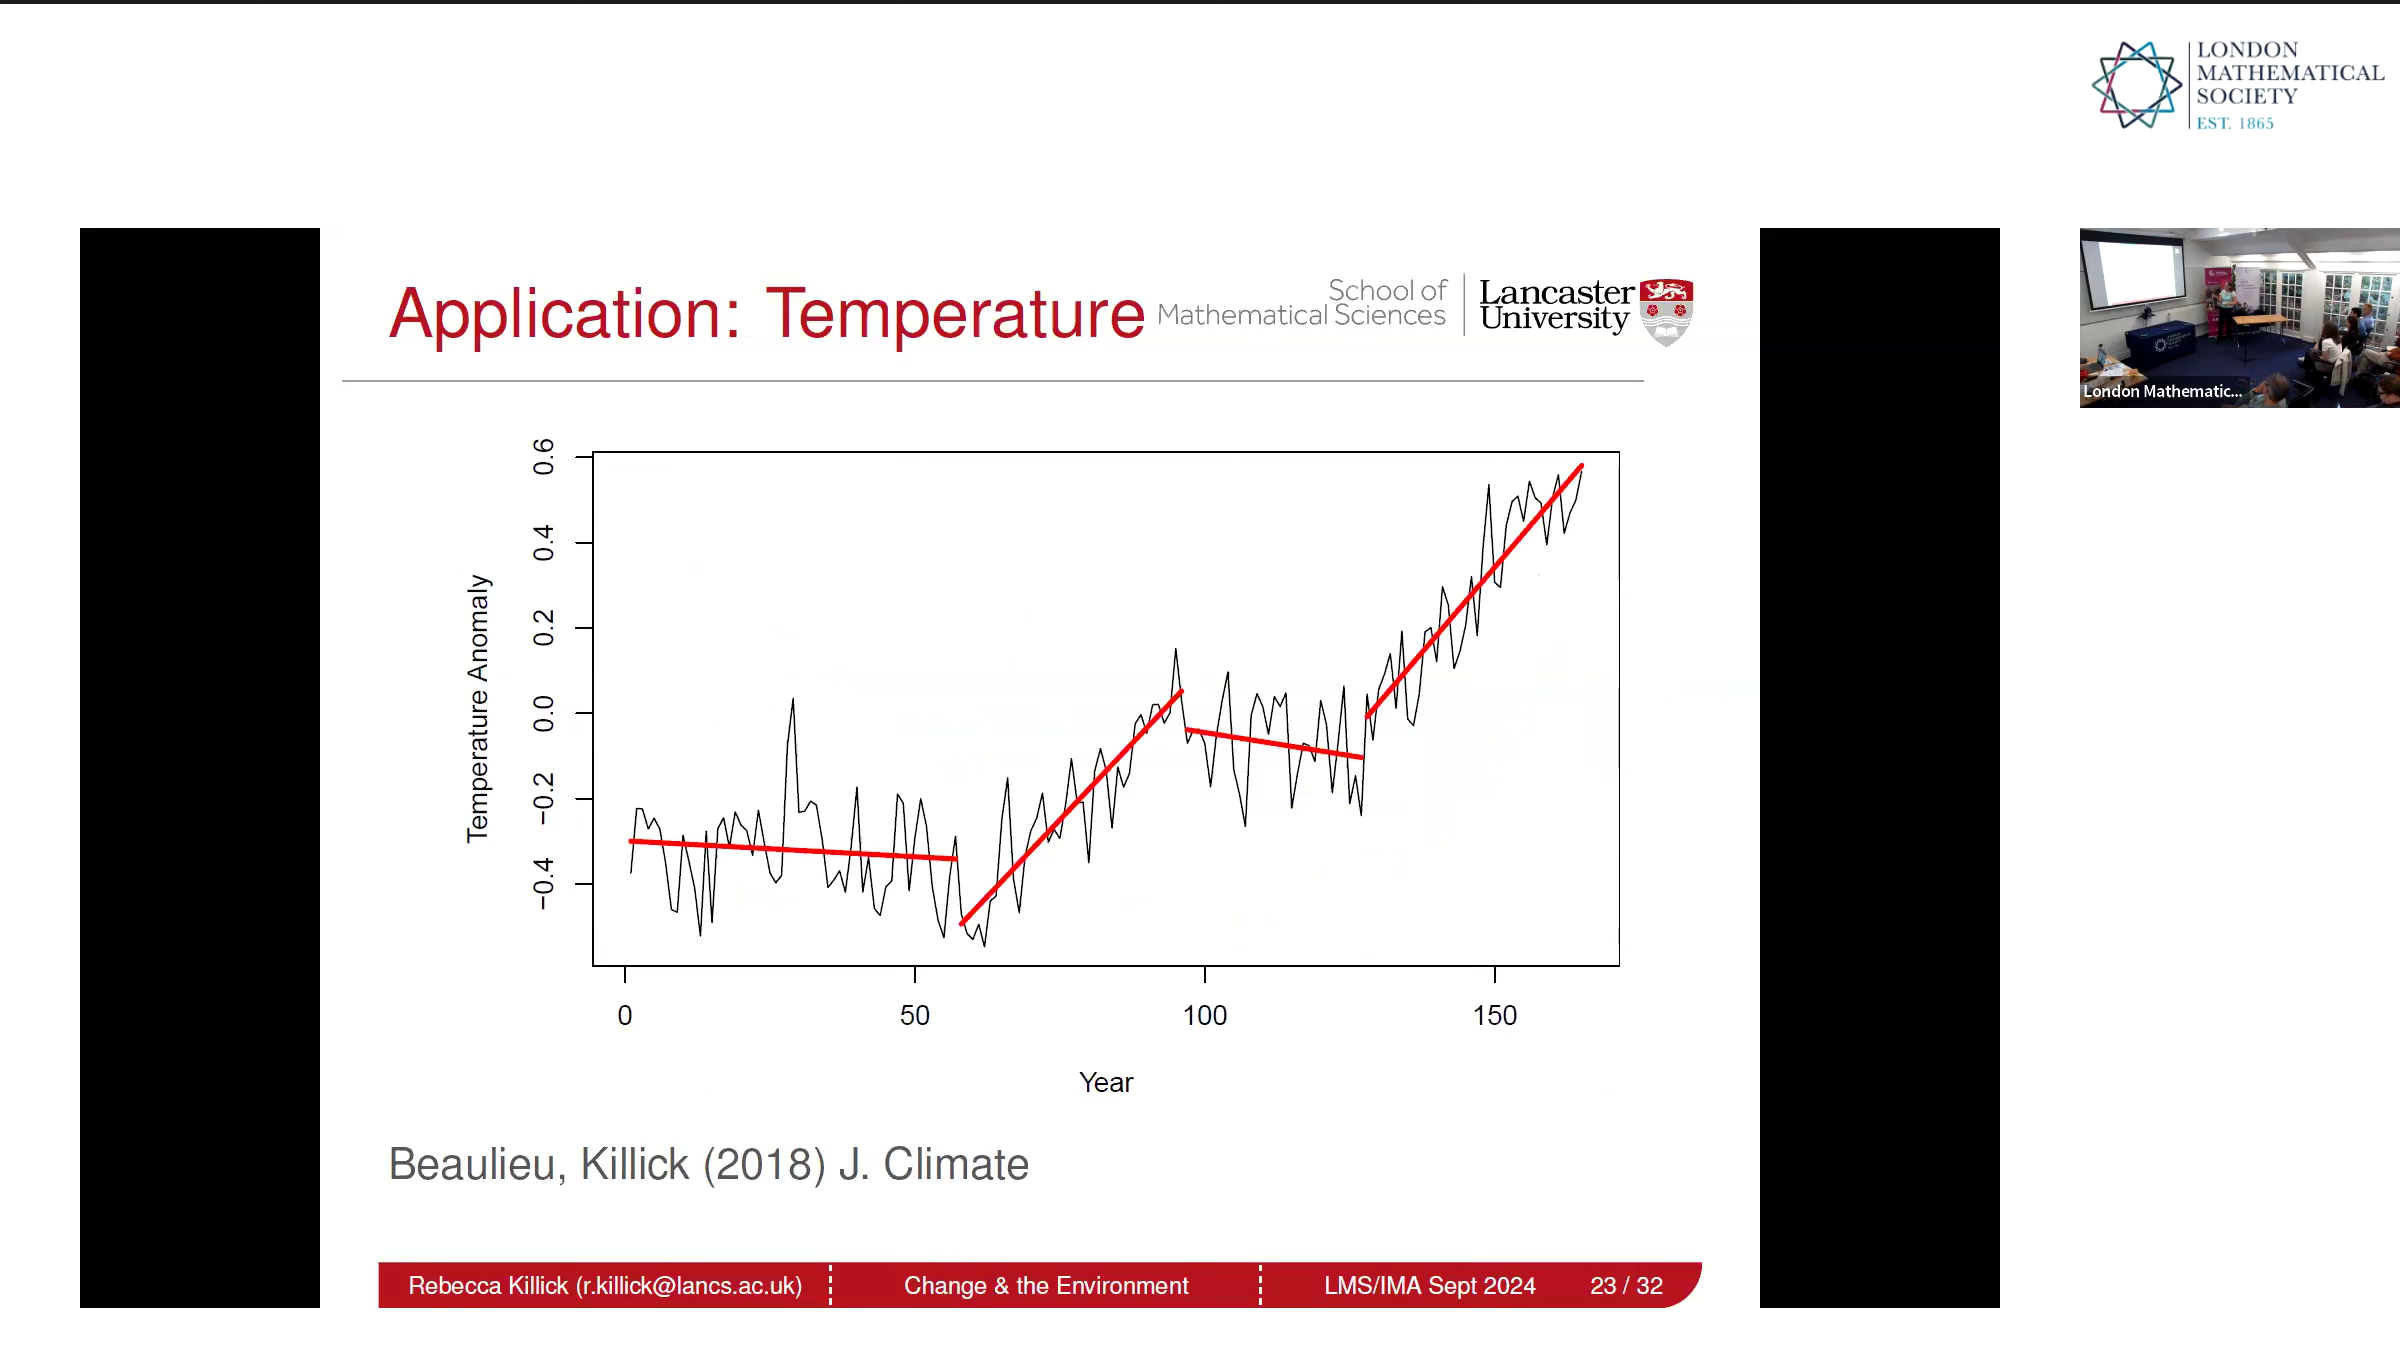 LONDON
MATHEMATICAL
SOCIETY
EST. 1865
Application: Temperature
School of
Mathematical Sciences
Lancaster
University
London Mathematic...
0.6
0.4
0.2
0.0
−0.2
−0.4
Temperature Anomaly
0 50 100 150
Year
Beaulieu, Killick (2018) J. Climate
Rebecca Killick (r.killick@lancs.ac.uk) Change & the Environment LMS/IMA Sept 2024 23 / 32